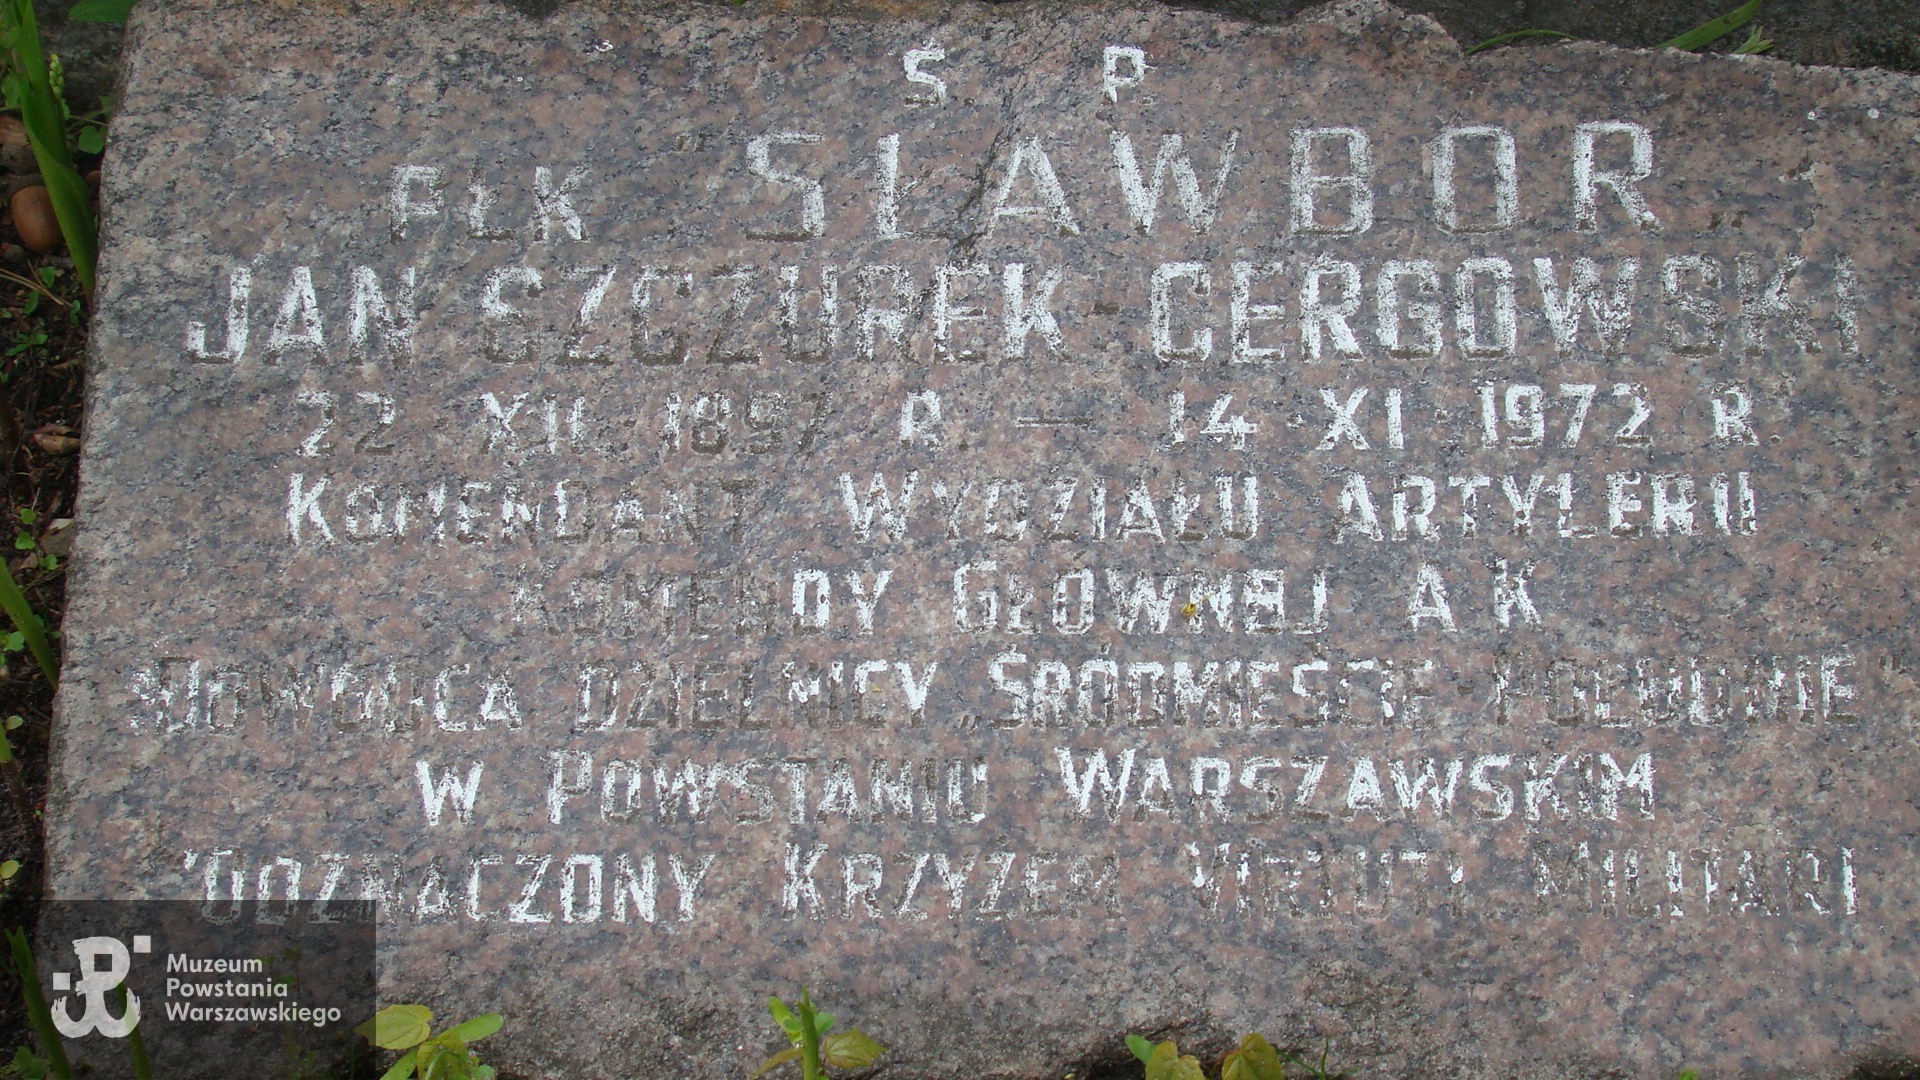 Ś. P.
PŁK "SŁAWBOR
JAN SZCZUREK-CERGOWSKI
22·XII·1897 R. — 14·XI·1972 R.
KOMENDANT WYDZIAŁU ARTYLERII
KOMENDY GŁÓWNEJ AK
DOWÓDCA DZIELNICY „ŚRÓDMIEŚCIE - POŁUDNIE"
W POWSTANIU WARSZAWSKIM
ODZNACZONY KRZYŻEM VIRTUTI MILITARI
Muzeum
Powstania
Warszawskiego